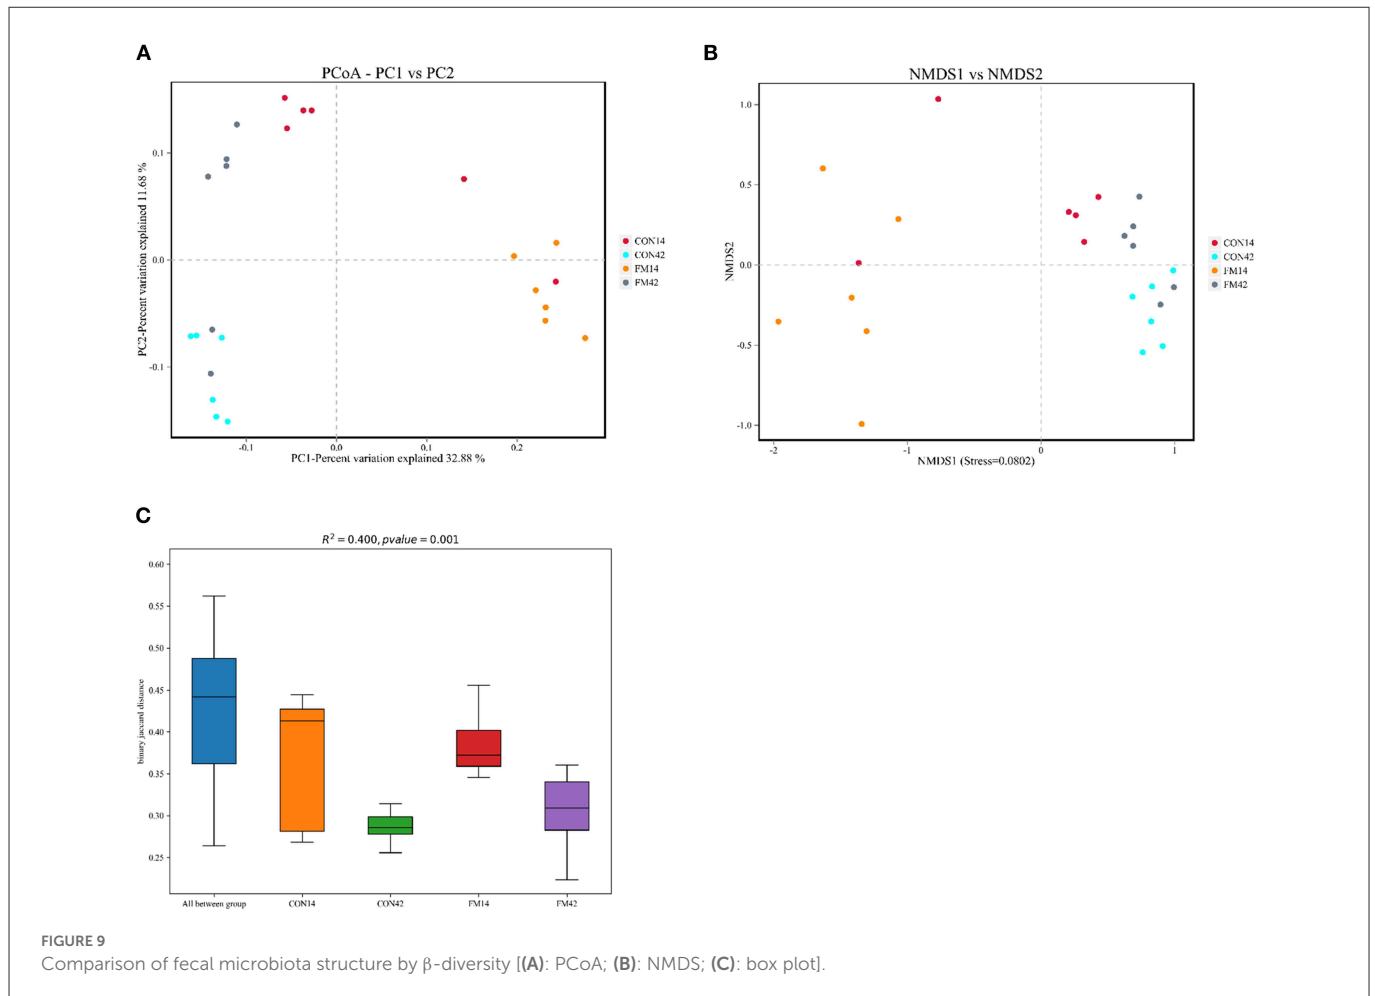 A
PCoA - PC1 vs PC2
PC2-Percent variation explained 11.68 %
0.1
0.0
-0.1
-0.1
0.0
0.1
0.2
PC1-Percent variation explained 32.88 %
CON14
CON42
FM14
FM42
B
NMDS1 vs NMDS2
NMDS2
1.0
0.5
0.0
-0.5
-1.0
-2
-1
0
1
NMDS1 (Stress=0.0802)
CON14
CON42
FM14
FM42
C
R² = 0.400, pvalue = 0.001
binary jaccard distance
0.60
0.55
0.50
0.45
0.40
0.35
0.30
0.25
All between group
CON14
CON42
FM14
FM42
FIGURE 9
Comparison of fecal microbiota structure by β-diversity [(A): PCoA; (B): NMDS; (C): box plot].